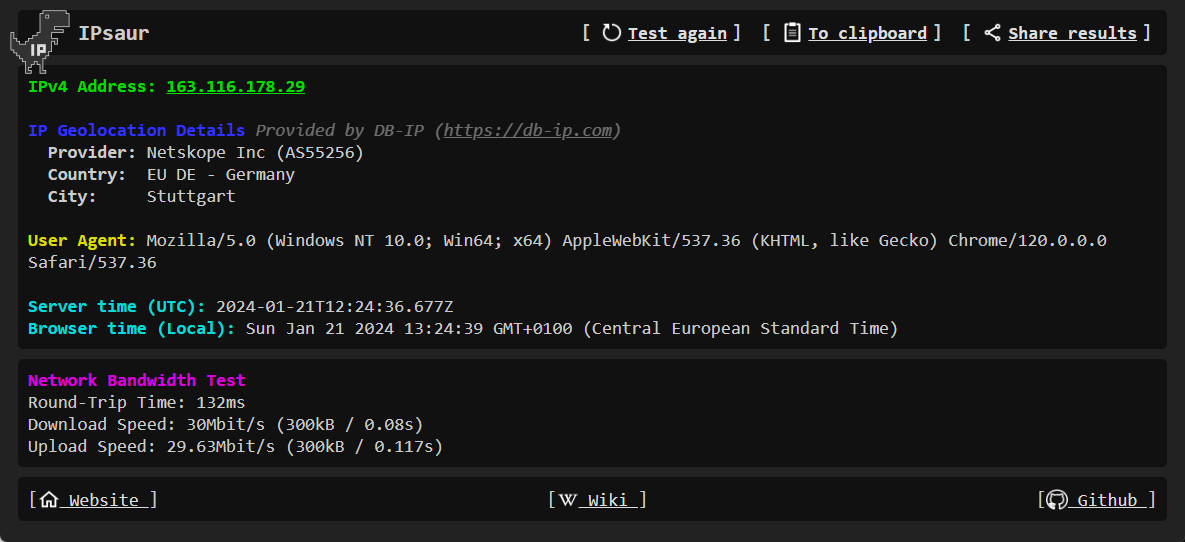 IP IPsaur [ Test again ] [ To clipboard ] [ Share results ]
IPv4 Address: 163.116.178.29
IP Geolocation Details Provided by DB-IP (https://db-ip.com)
Provider: Netskope Inc (AS55256)
Country: EU DE - Germany
City: Stuttgart
User Agent: Mozilla/5.0 (Windows NT 10.0; Win64; x64) AppleWebKit/537.36 (KHTML, like Gecko) Chrome/120.0.0.0
Safari/537.36
Server time (UTC): 2024-01-21T12:24:36.677Z
Browser time (Local): Sun Jan 21 2024 13:24:39 GMT+0100 (Central European Standard Time)
Network Bandwidth Test
Round-Trip Time: 132ms
Download Speed: 30Mbit/s (300kB / 0.08s)
Upload Speed: 29.63Mbit/s (300kB / 0.117s)
[ Website ] [W Wiki ] [ Github ]